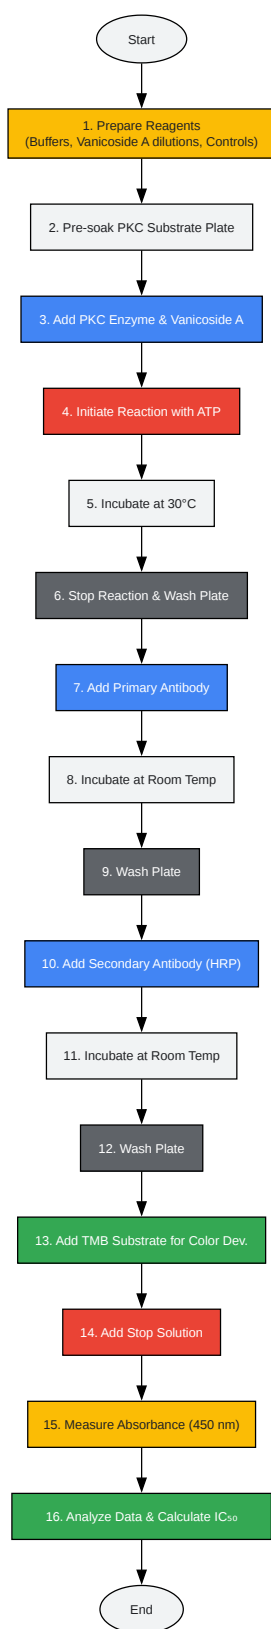 Start
1. Prepare Reagents
(Buffers, Vanicoside A dilutions, Controls)
2. Pre-soak PKC Substrate Plate
3. Add PKC Enzyme & Vanicoside A
4. Initiate Reaction with ATP
5. Incubate at 30°C
6. Stop Reaction & Wash Plate
7. Add Primary Antibody
8. Incubate at Room Temp
9. Wash Plate
10. Add Secondary Antibody (HRP)
11. Incubate at Room Temp
12. Wash Plate
13. Add TMB Substrate for Color Dev.
14. Add Stop Solution
15. Measure Absorbance (450 nm)
16. Analyze Data & Calculate IC₅₀
End